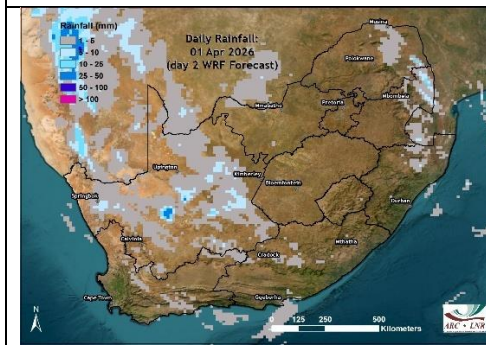 Rainfall (mm)
1 - 5
5 - 10
10 - 25
25 - 50
50 - 100
> 100
Daily Rainfall:
01 Apr 2026
(day 2 WRF Forecast)
Musina
Polokwane
Mbombela
Pretoria
Mmabatho
Upington
Kimberley
Bloemfontein
Springbok
Durban
Calvinia
Mthatha
Cradock
Cape Town
Gqeberha
N
0 125 250 500
Kilometers
ARC • LNR